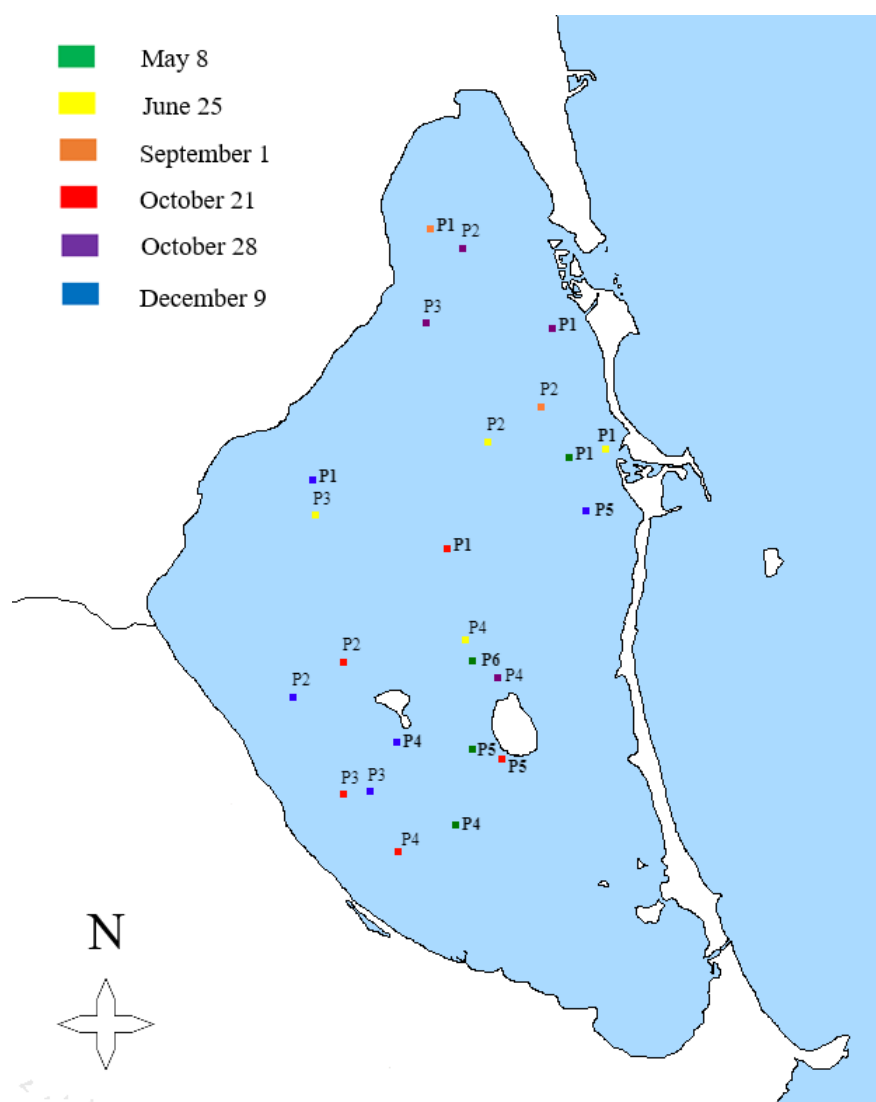 May 8
June 25
September 1
October 21
October 28
December 9
P1
P2
P3
P1
P2
P2
P1
P1
P1
P3
P5
P1
P4
P2
P6
P4
P2
P4
P5
P5
P3
P3
P4
P4
N